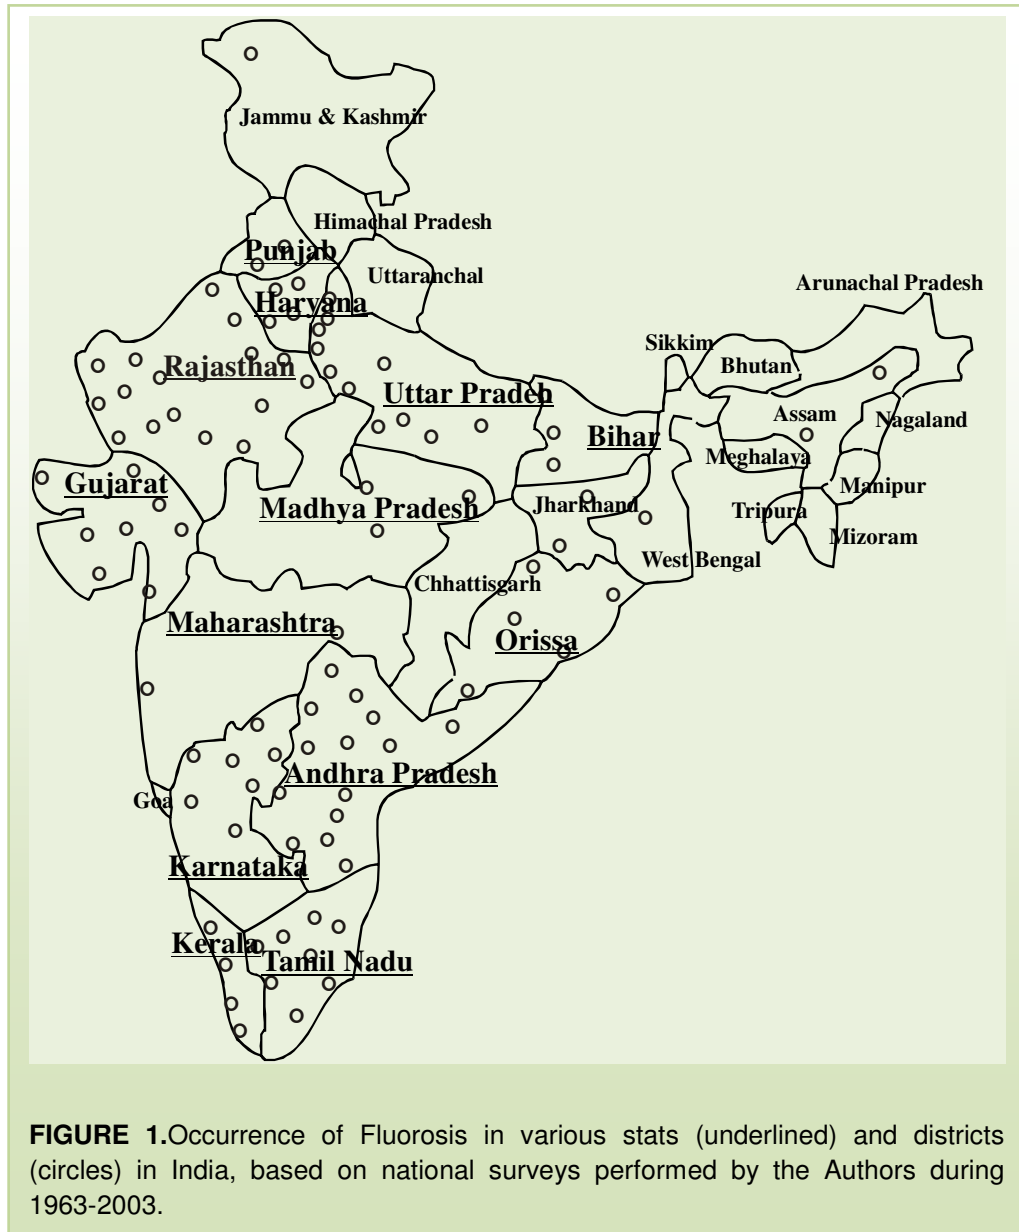 Jammu & Kashmir
Himachal Pradesh
Punjab
Uttaranchal
Arunachal Pradesh
Haryana
Sikkim
Bhutan
Rajasthan
Uttar Pradeh
Assam
Nagaland
Bihar
Meghalaya
Gujarat
Manipur
Madhya Pradesh
Jharkhand
Tripura
Mizoram
West Bengal
Chhattisgarh
Maharashtra
Orissa
Andhra Pradesh
Goa
Karnataka
Kerala
Tamil Nadu
FIGURE 1.Occurrence of Fluorosis in various stats (underlined) and districts
(circles) in India, based on national surveys performed by the Authors during
1963-2003.